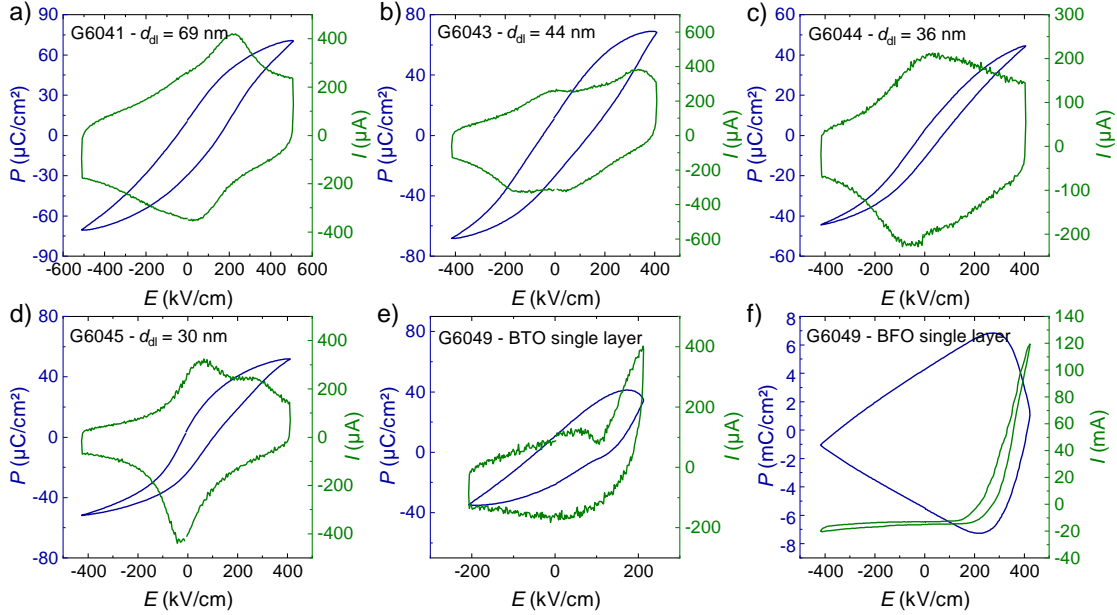 a)
G6041 - d_dl = 69 nm
90
60
30
0
-30
-60
-90
P (µC/cm²)
400
200
0
-200
-400
I (µA)
-600 -400 -200 0 200 400 600
E (kV/cm)
b)
G6043 - d_dl = 44 nm
80
40
0
-40
-80
P (µC/cm²)
800
600
400
200
0
-200
-400
-600
I (µA)
-400 -200 0 200 400
E (kV/cm)
c)
G6044 - d_dl = 36 nm
60
40
20
0
-20
-40
-60
P (µC/cm²)
300
200
100
0
-100
-200
I (µA)
-400 -200 0 200 400
E (kV/cm)
d)
G6045 - d_dl = 30 nm
80
40
0
-40
-80
P (µC/cm²)
400
200
0
-200
-400
I (µA)
-400 -200 0 200 400
E (kV/cm)
e)
G6049 - BTO single layer
80
40
0
-40
P (µC/cm²)
400
200
0
-200
I (µA)
-200 0 200
E (kV/cm)
f)
G6049 - BFO single layer
8
6
4
2
0
-2
-4
-6
-8
P (mC/cm²)
140
120
100
80
60
40
20
0
-20
-40
I (mA)
-400 -200 0 200 400
E (kV/cm)